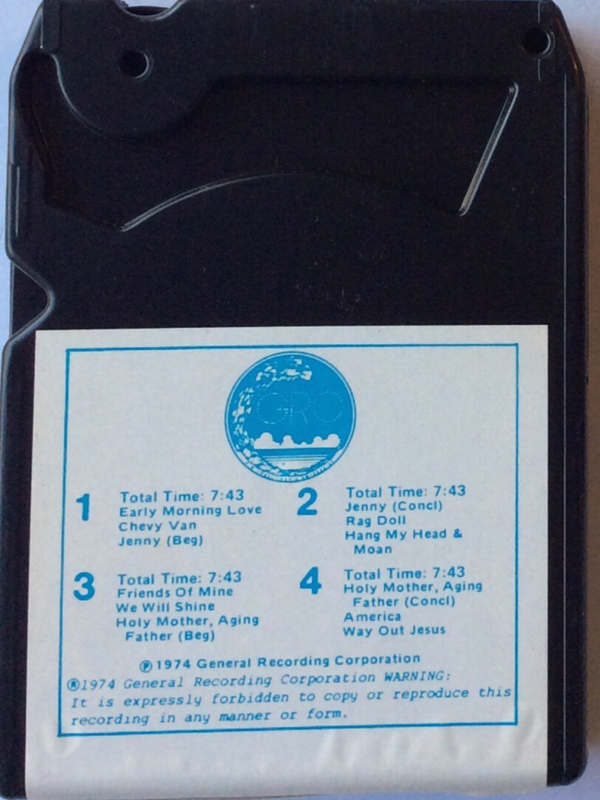 GRC
1
Total Time: 7:43
Early Morning Love
Chevy Van
Jenny (Beg)
2
Total Time: 7:43
Jenny (Concl)
Rag Doll
Hang My Head &
Moan
3
Total Time: 7:43
Friends Of Mine
We Will Shine
Holy Mother, Aging
Father (Beg)
4
Total Time: 7:43
Holy Mother, Aging
Father (Concl)
America
Way Out Jesus
℗1974 General Recording Corporation
®1974 General Recording Corporation WARNING:
It is expressly forbidden to copy or reproduce this
recording in any manner or form.